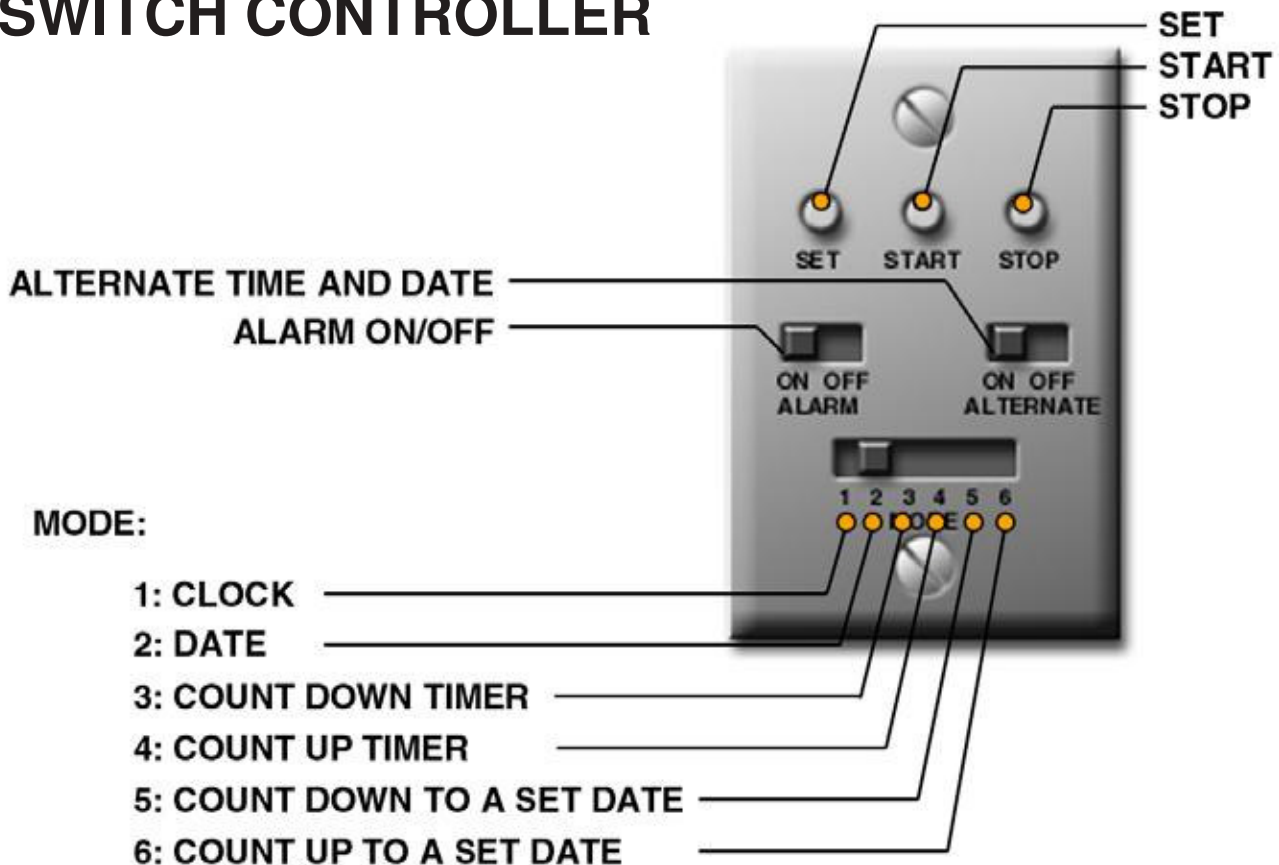 SWITCH CONTROLLER
SET
START
STOP
SET START STOP
ALTERNATE TIME AND DATE
ALARM ON/OFF
ON OFF ON OFF
ALARM ALTERNATE
1 2 3 4 5 6
MODE
MODE:
1: CLOCK
2: DATE
3: COUNT DOWN TIMER
4: COUNT UP TIMER
5: COUNT DOWN TO A SET DATE
6: COUNT UP TO A SET DATE